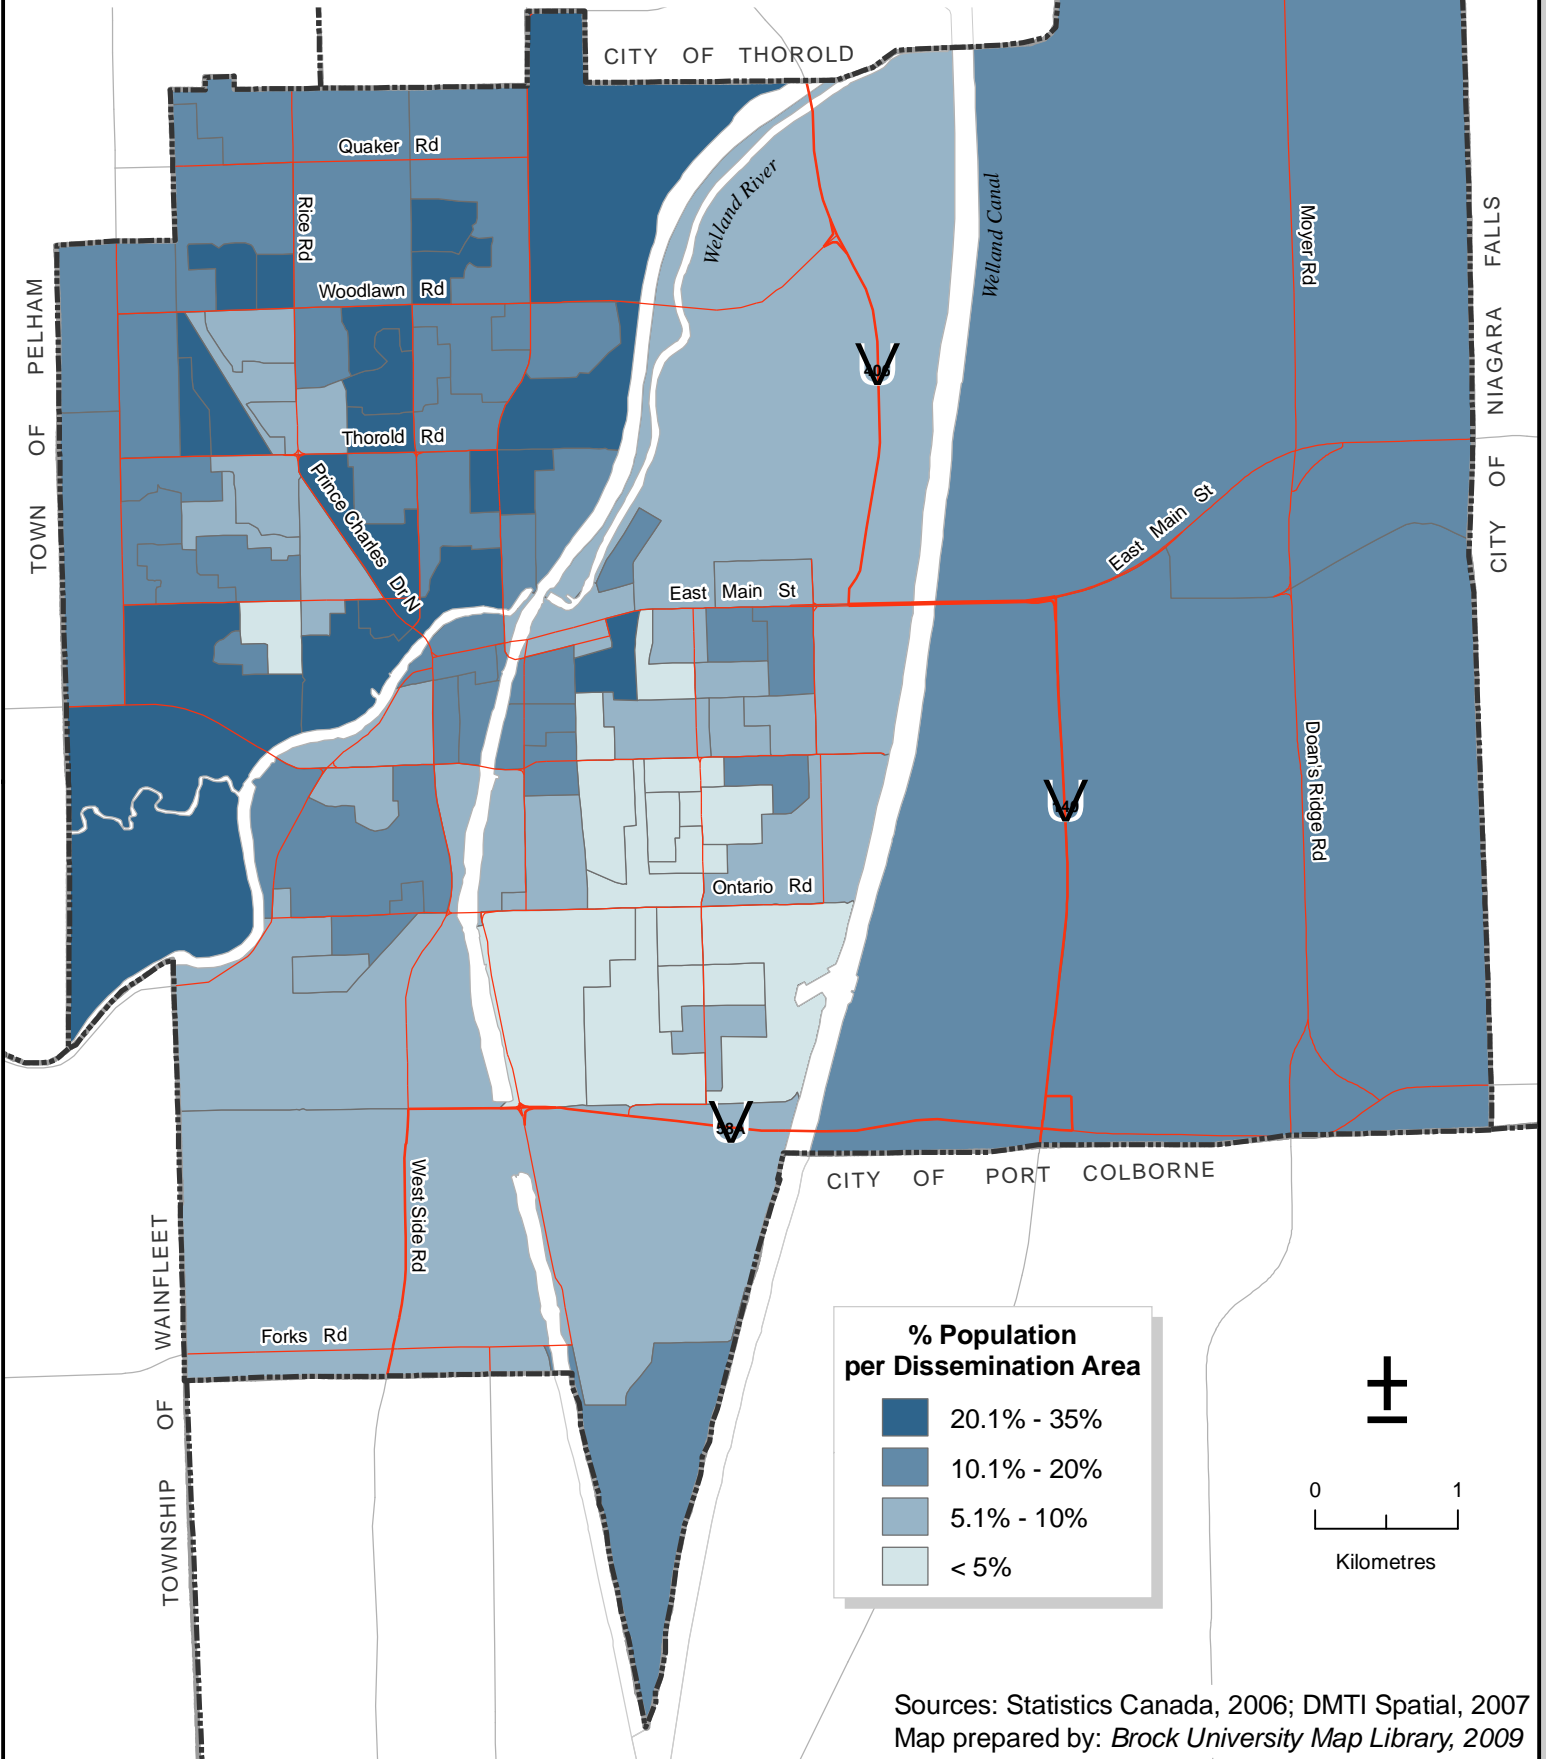 CITY OF THOROLD
Quaker Rd
Rice Rd
Welland River
Welland Canal
Moyer Rd
CITY OF NIAGARA FALLS
Woodlawn Rd
TOWN OF PELHAM
406
Thorold Rd
Prince Charles Dr N
East Main St
East Main St
140
Doan's Ridge Rd
Ontario Rd
58A
CITY OF PORT COLBORNE
West Side Rd
TOWNSHIP OF WAINFLEET
Forks Rd
% Population
per Dissemination Area
20.1% - 35%
10.1% - 20%
5.1% - 10%
< 5%
0 1
Kilometres
Sources: Statistics Canada, 2006; DMTI Spatial, 2007
Map prepared by: Brock University Map Library, 2009